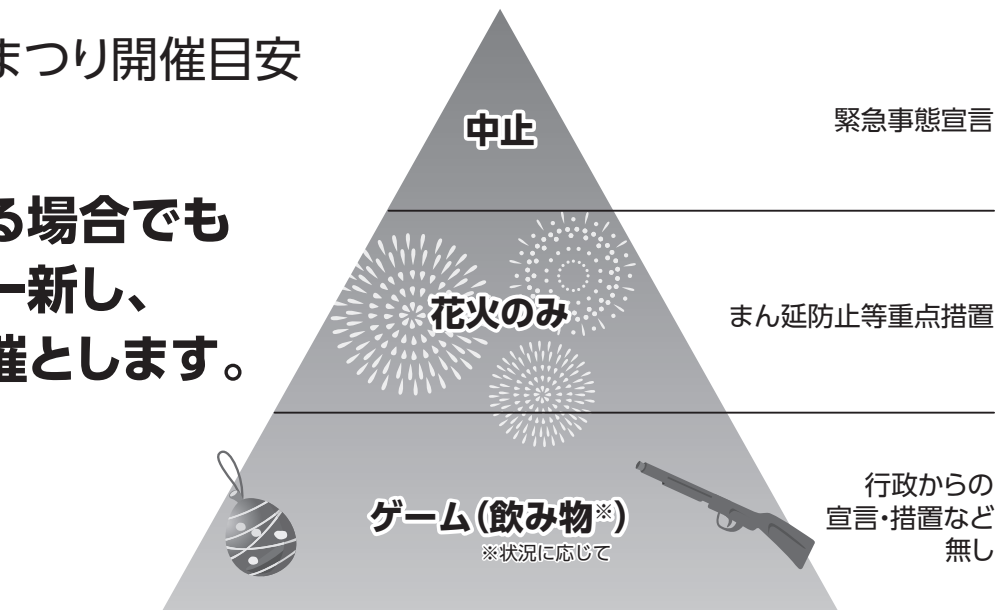 まつり開催目安
る場合でも
一新し、
催とします。
中止
緊急事態宣言
花火のみ
まん延防止等重点措置
ゲーム(飲み物※)
※状況に応じて
行政からの
宣言・措置など
無し